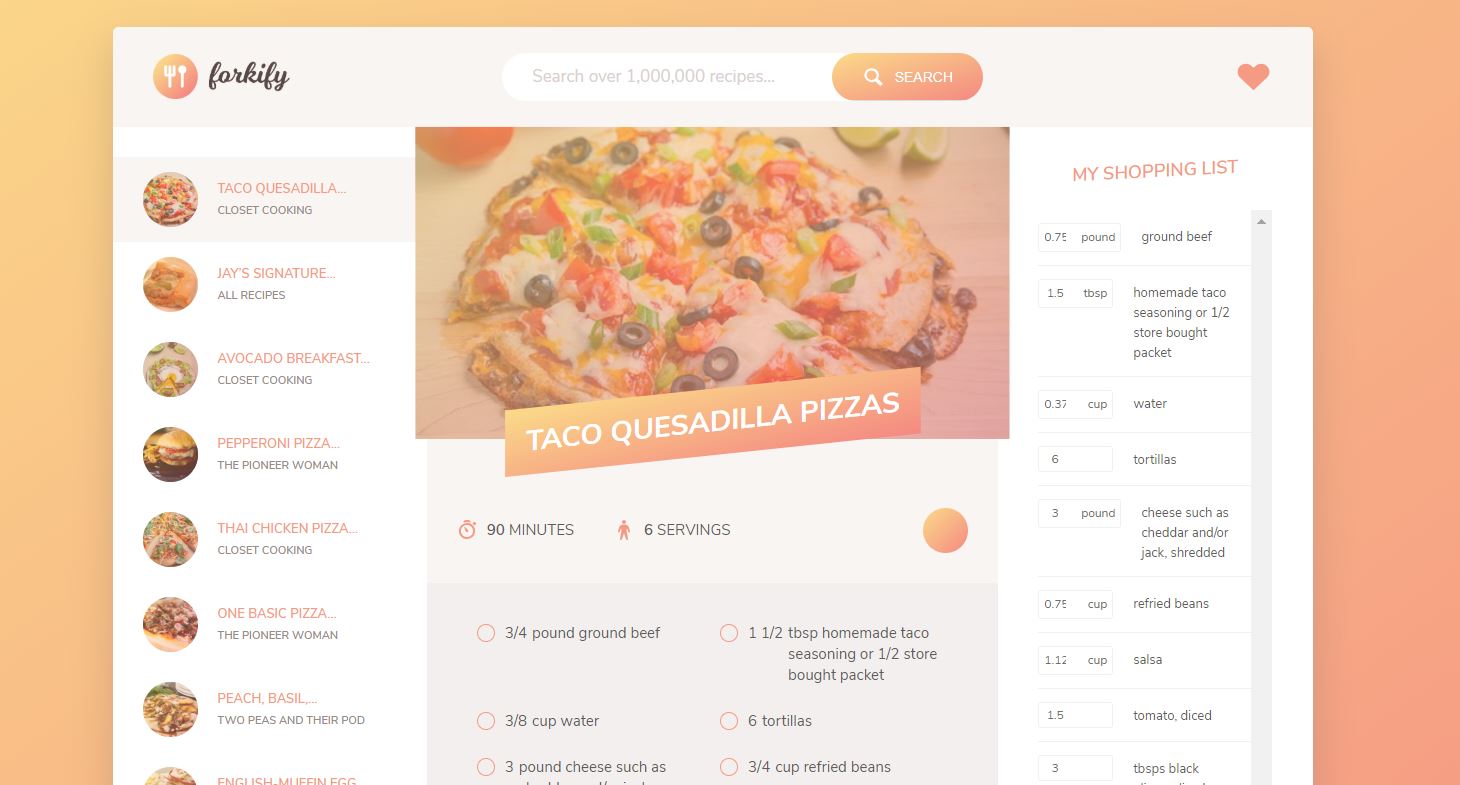 forkify
Search over 1,000,000 recipes...
SEARCH
TACO QUESADILLA...
CLOSET COOKING
JAY'S SIGNATURE...
ALL RECIPES
AVOCADO BREAKFAST...
CLOSET COOKING
PEPPERONI PIZZA...
THE PIONEER WOMAN
THAI CHICKEN PIZZA...
CLOSET COOKING
ONE BASIC PIZZA...
THE PIONEER WOMAN
PEACH, BASIL,...
TWO PEAS AND THEIR POD
ENGLISH-MUFFIN EGG...
TACO QUESADILLA PIZZAS
90 MINUTES
6 SERVINGS
3/4 pound ground beef
1 1/2 tbsp homemade taco
seasoning or 1/2 store
bought packet
3/8 cup water
6 tortillas
3 pound cheese such as
3/4 cup refried beans
MY SHOPPING LIST
0.75 pound ground beef
1.5 tbsp homemade taco
seasoning or 1/2
store bought
packet
0.37 cup water
6 tortillas
3 pound cheese such as
cheddar and/or
jack, shredded
0.75 cup refried beans
1.12 cup salsa
1.5 tomato, diced
3 tbsps black